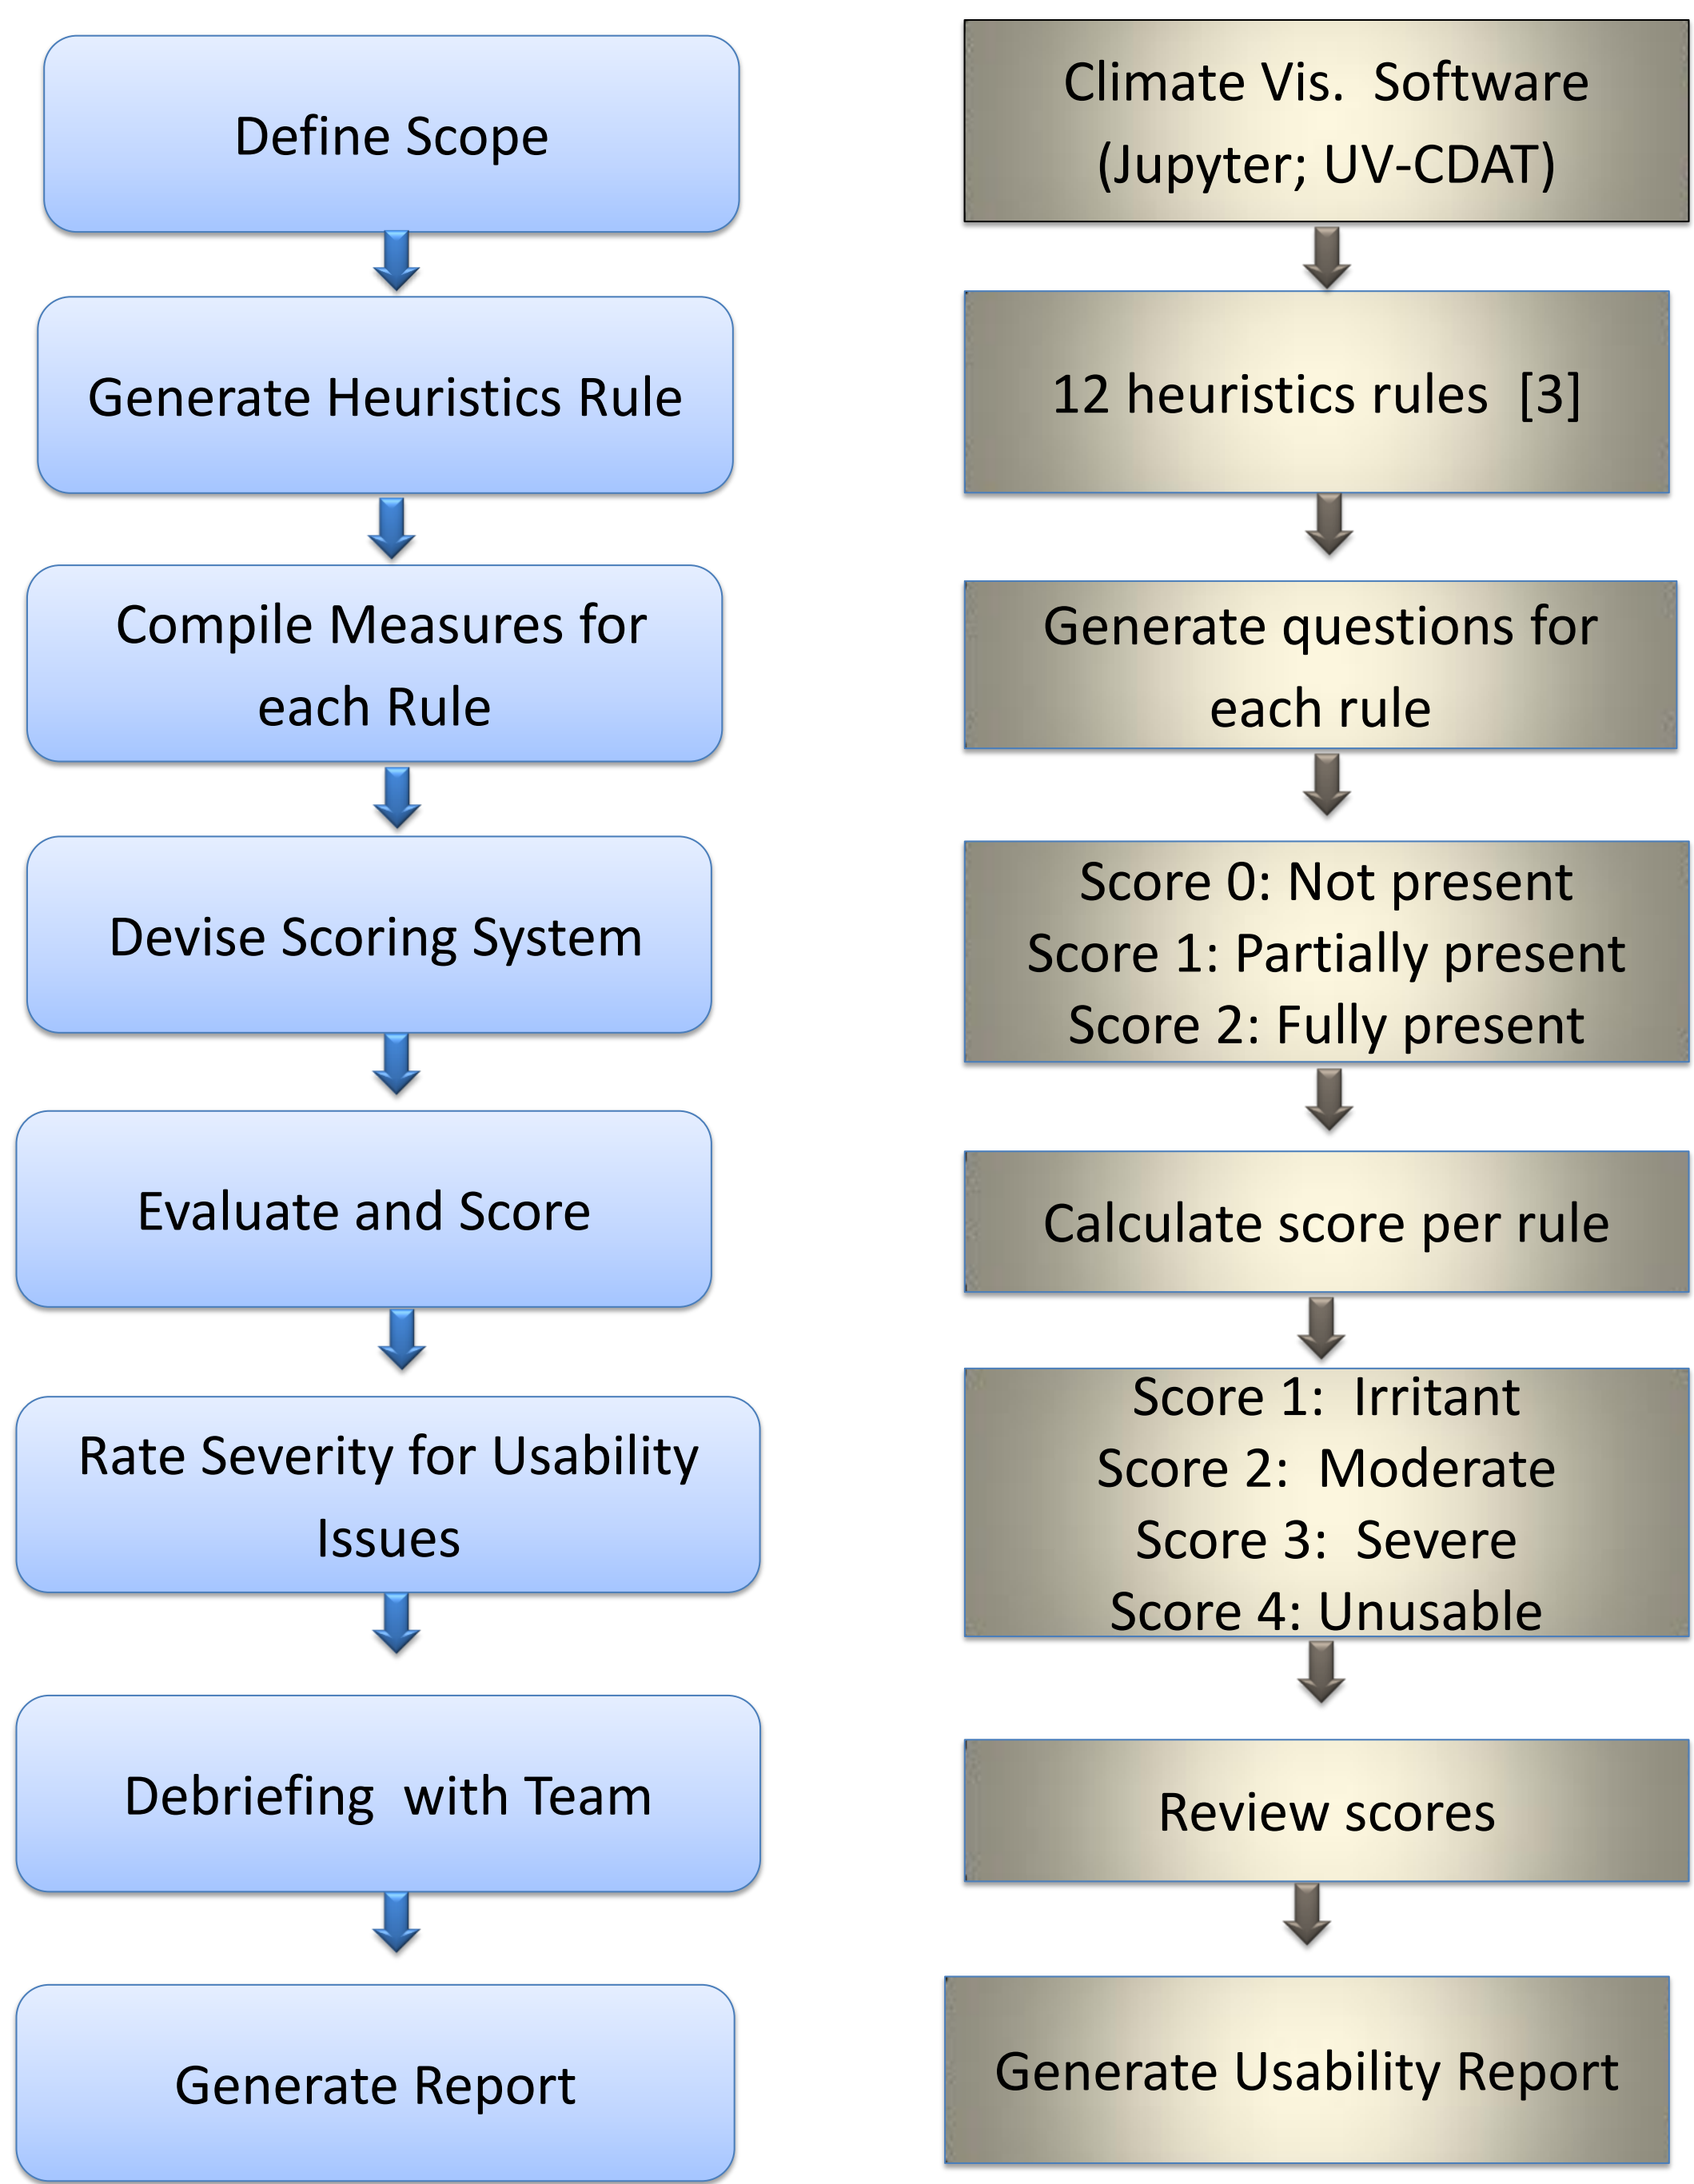 Define Scope
Generate Heuristics Rule
Compile Measures for
each Rule
Devise Scoring System
Evaluate and Score
Rate Severity for Usability
Issues
Debriefing with Team
Generate Report
Climate Vis. Software
(Jupyter; UV-CDAT)
12 heuristics rules [3]
Generate questions for
each rule
Score 0: Not present
Score 1: Partially present
Score 2: Fully present
Calculate score per rule
Score 1: Irritant
Score 2: Moderate
Score 3: Severe
Score 4: Unusable
Review scores
Generate Usability Report